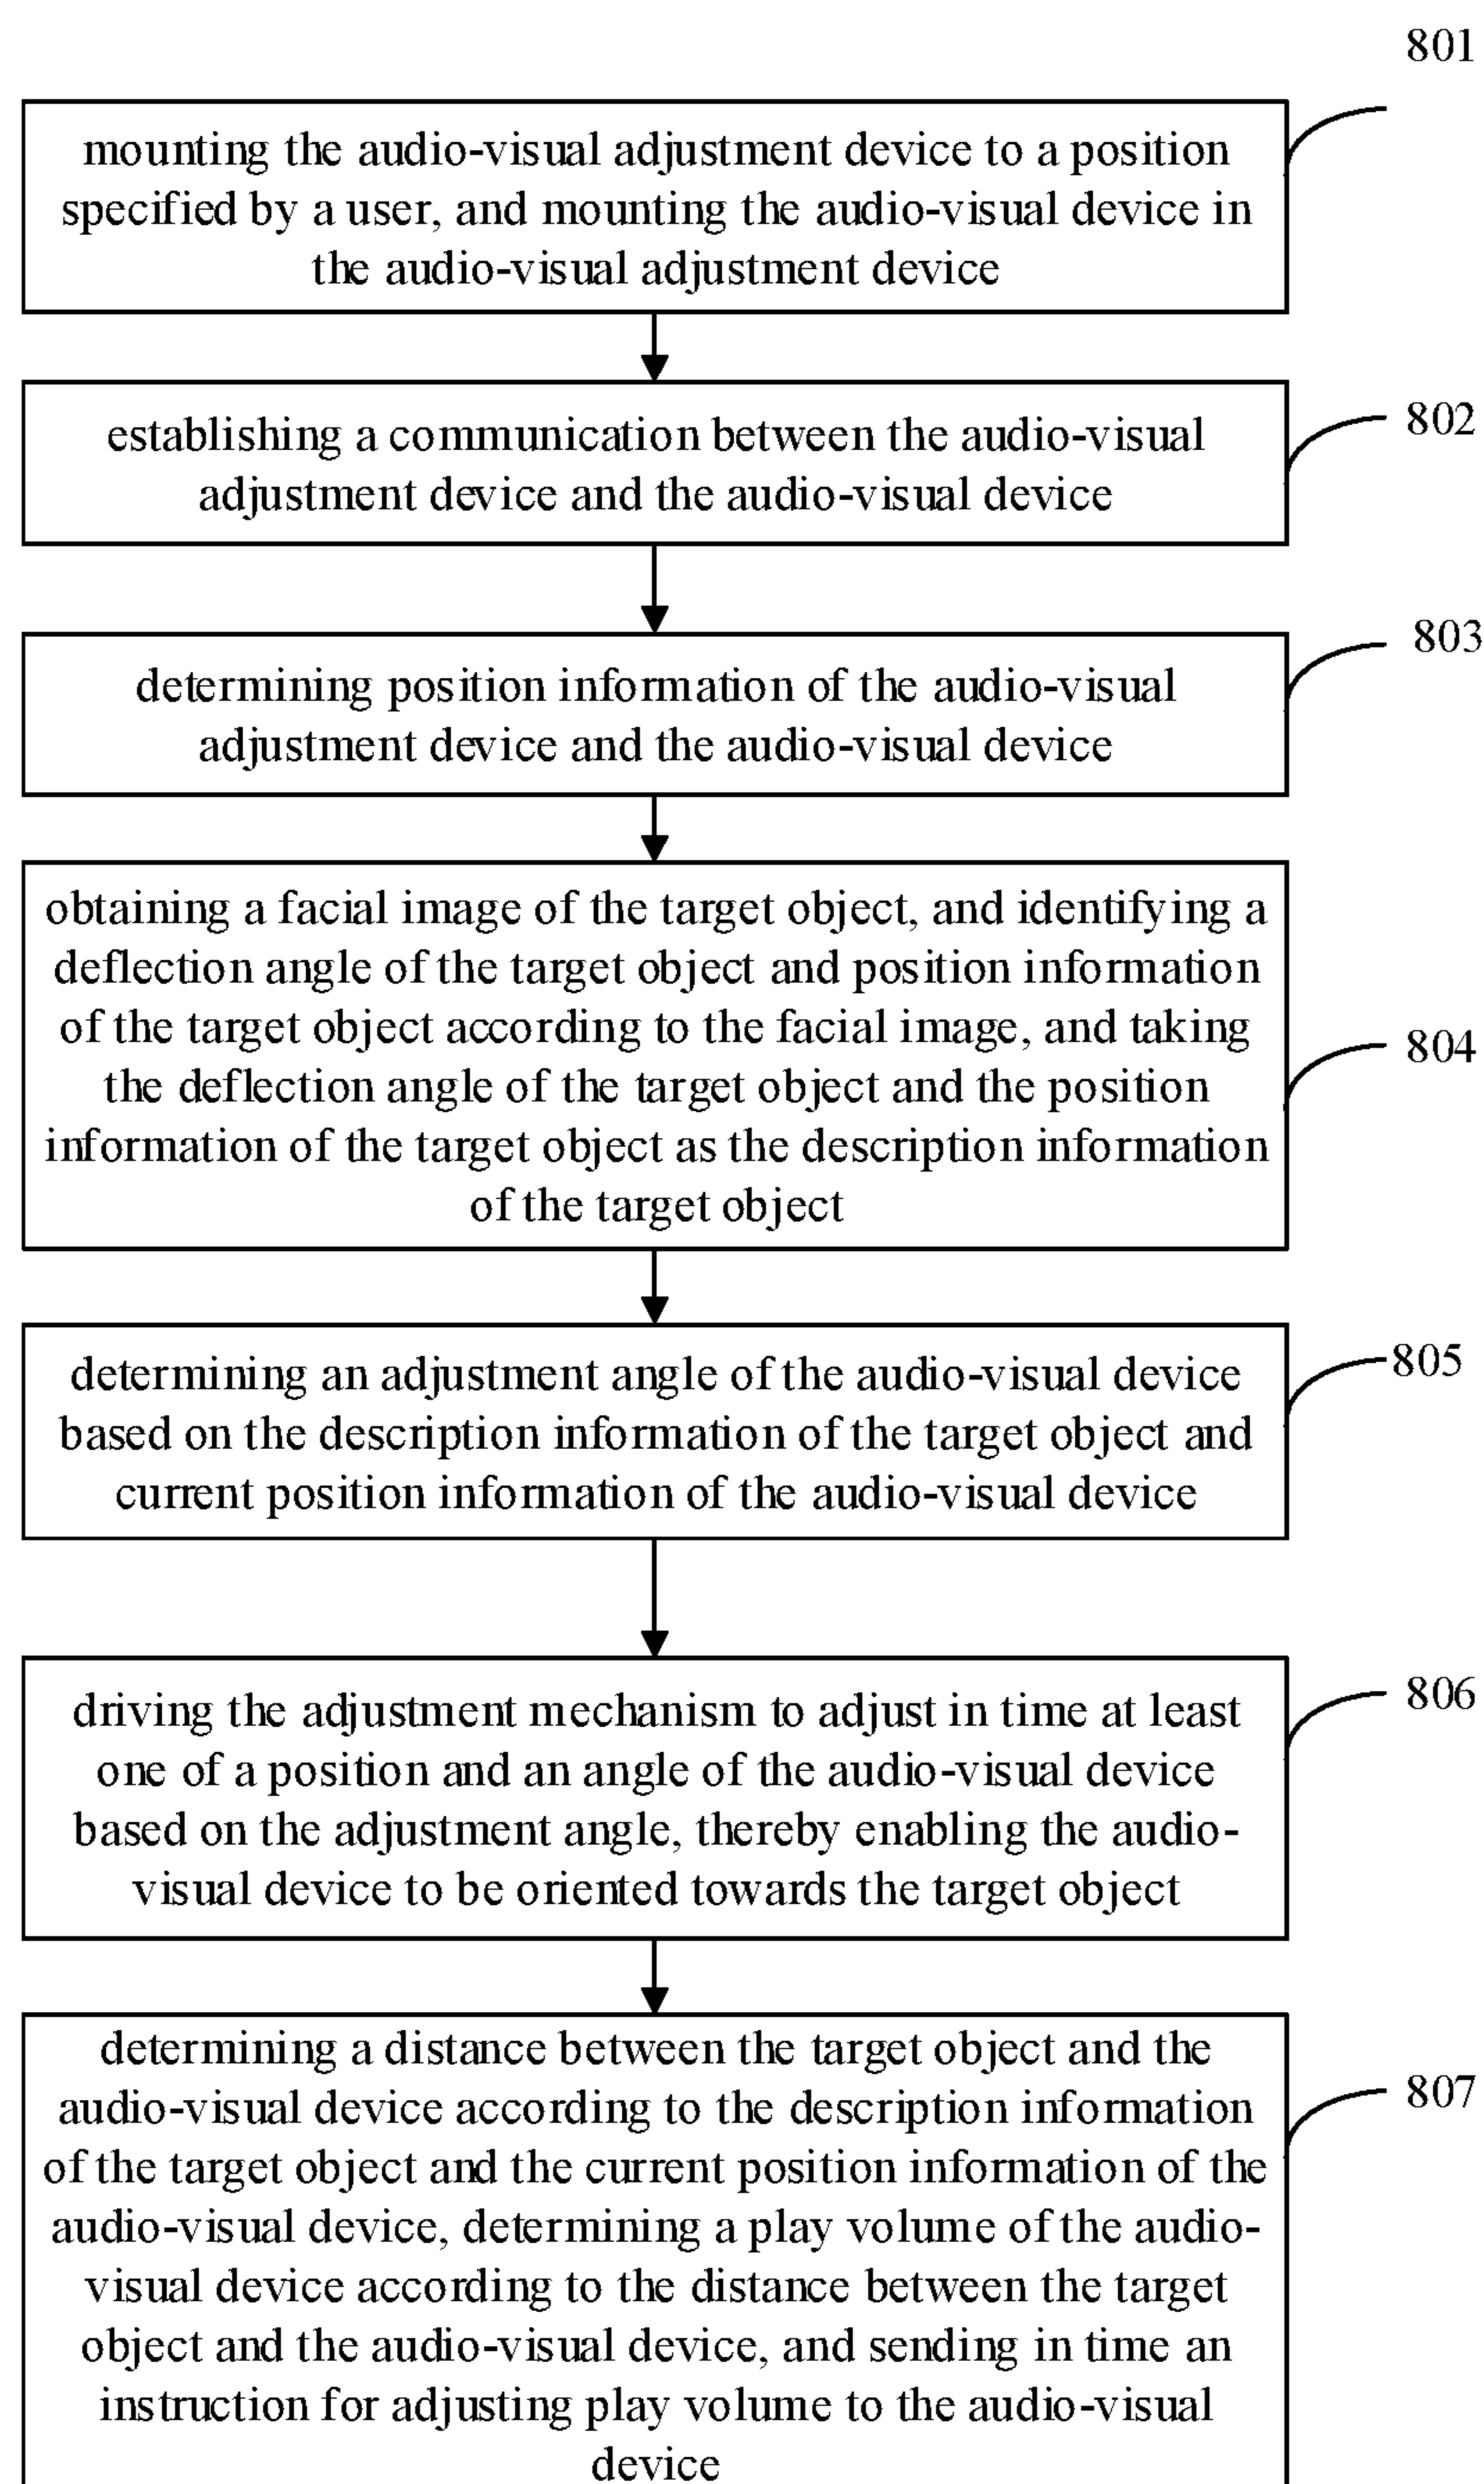 801
mounting the audio-visual adjustment device to a position
specified by a user, and mounting the audio-visual device in
the audio-visual adjustment device
802
establishing a communication between the audio-visual
adjustment device and the audio-visual device
803
determining position information of the audio-visual
adjustment device and the audio-visual device
obtaining a facial image of the target object, and identifying a
deflection angle of the target object and position information
of the target object according to the facial image, and taking
804
the deflection angle of the target object and the position
information of the target object as the description information
of the target object
805
determining an adjustment angle of the audio-visual device
based on the description information of the target object and
current position information of the audio-visual device
806
driving the adjustment mechanism to adjust in time at least
one of a position and an angle of the audio-visual device
based on the adjustment angle, thereby enabling the audio-
visual device to be oriented towards the target object
determining a distance between the target object and the
807
audio-visual device according to the description information
of the target object and the current position information of the
audio-visual device, determining a play volume of the audio-
visual device according to the distance between the target
object and the audio-visual device, and sending in time an
instruction for adjusting play volume to the audio-visual
device